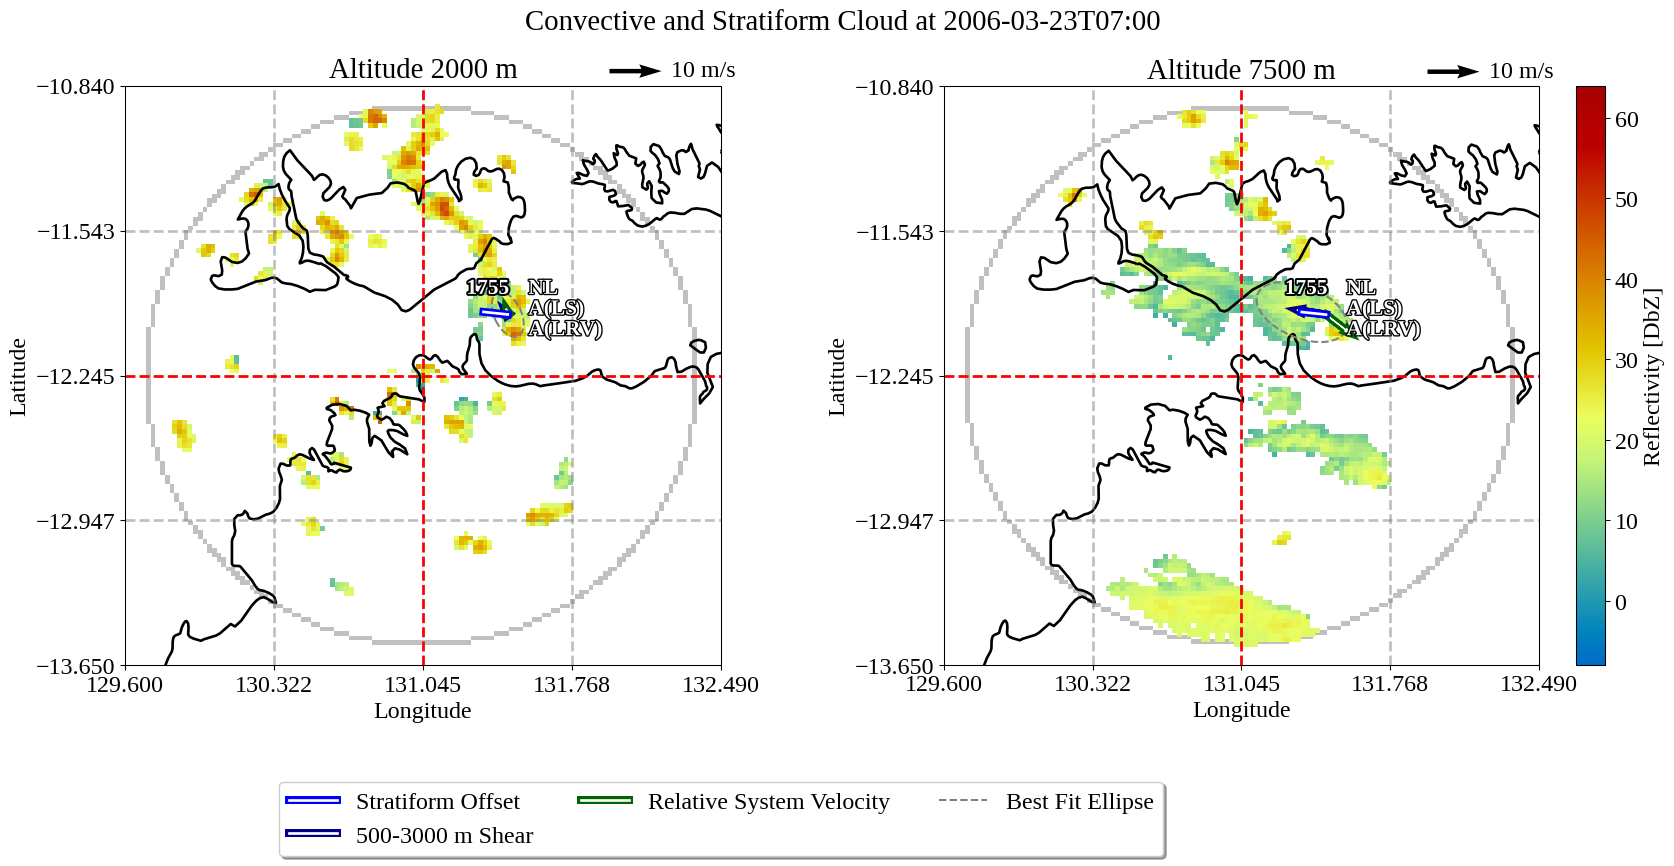 Convective and Stratiform Cloud at 2006-03-23T07:00
Altitude 2000 m
10 m/s
Altitude 7500 m
10 m/s
−10.840
−11.543
−12.245
−12.947
−13.650
Latitude
129.600
130.322
131.045
131.768
132.490
Longitude
1755
NL
A(LS)
A(LRV)
−10.840
−11.543
−12.245
−12.947
−13.650
Latitude
129.600
130.322
131.045
131.768
132.490
Longitude
1755
NL
A(LS)
A(LRV)
60
50
40
30
20
10
0
Reflectivity [DbZ]
Stratiform Offset
Relative System Velocity
Best Fit Ellipse
500-3000 m Shear